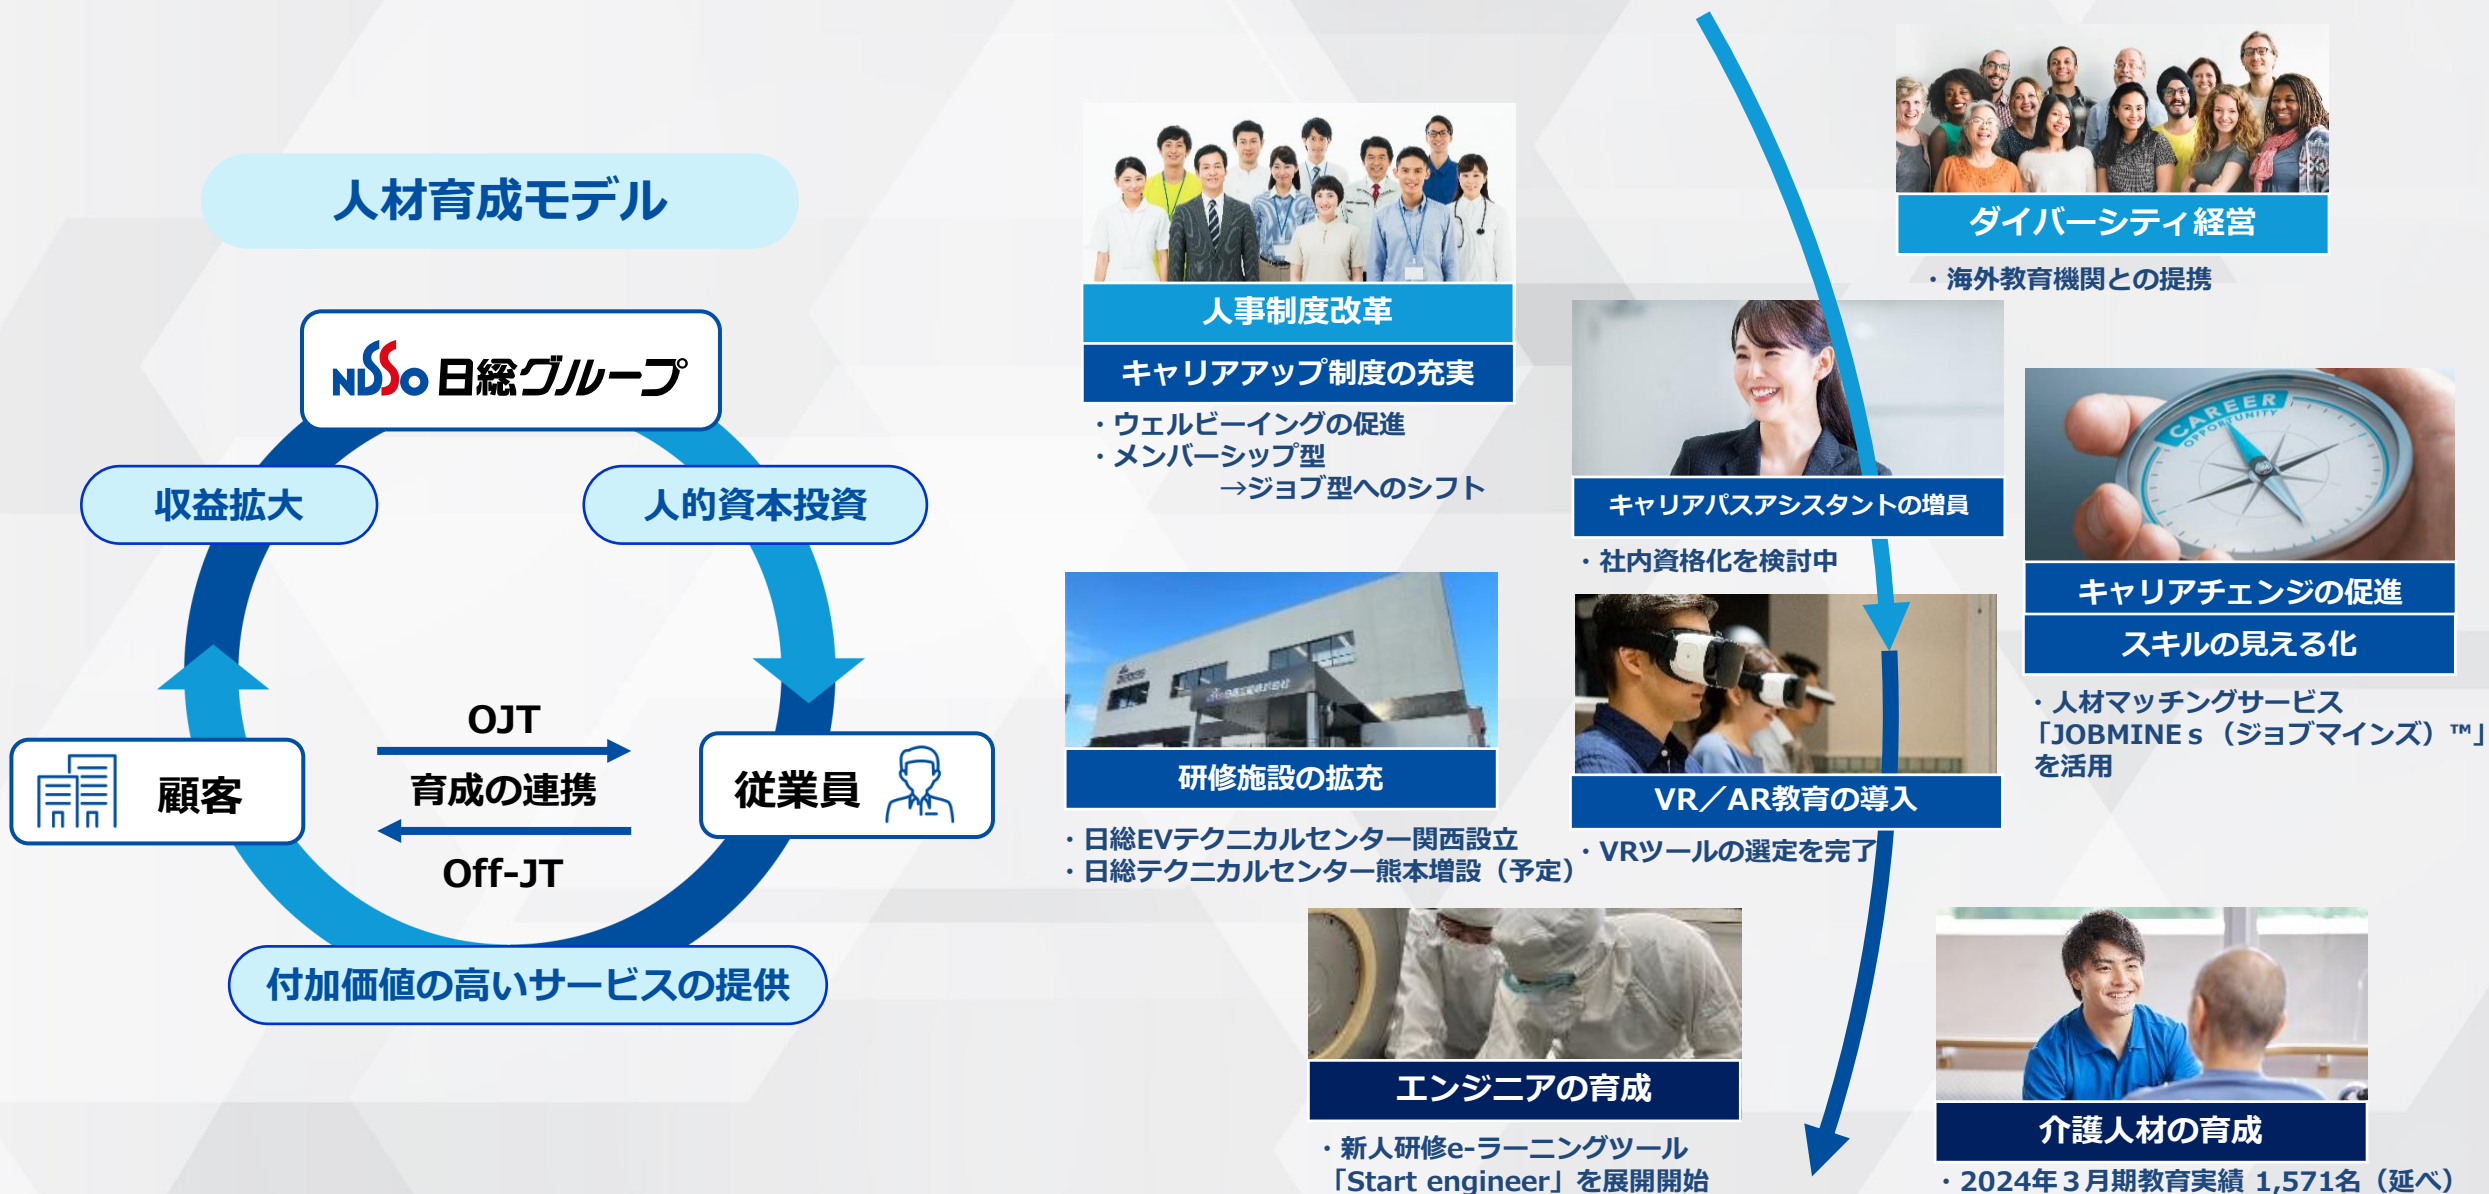 人材育成モデル
NISSO 日総グループ
収益拡大
人的資本投資
OJT
育成の連携
Off-JT
顧客
従業員
付加価値の高いサービスの提供
人事制度改革
キャリアアップ制度の充実
・ウェルビーイングの促進
・メンバーシップ型
→ジョブ型へのシフト
ダイバーシティ経営
・海外教育機関との提携
キャリアパスアシスタントの増員
・社内資格化を検討中
CAREER
OPPORTUNITY
キャリアチェンジの促進
スキルの見える化
・人材マッチングサービス
「JOBMINEｓ（ジョブマインズ）™」
を活用
研修施設の拡充
・日総EVテクニカルセンター関西設立
・日総テクニカルセンター熊本増設（予定）
VR／AR教育の導入
・VRツールの選定を完了
エンジニアの育成
・新人研修e-ラーニングツール
「Start engineer」を展開開始
介護人材の育成
・2024年３月期教育実績 1,571名（延べ）